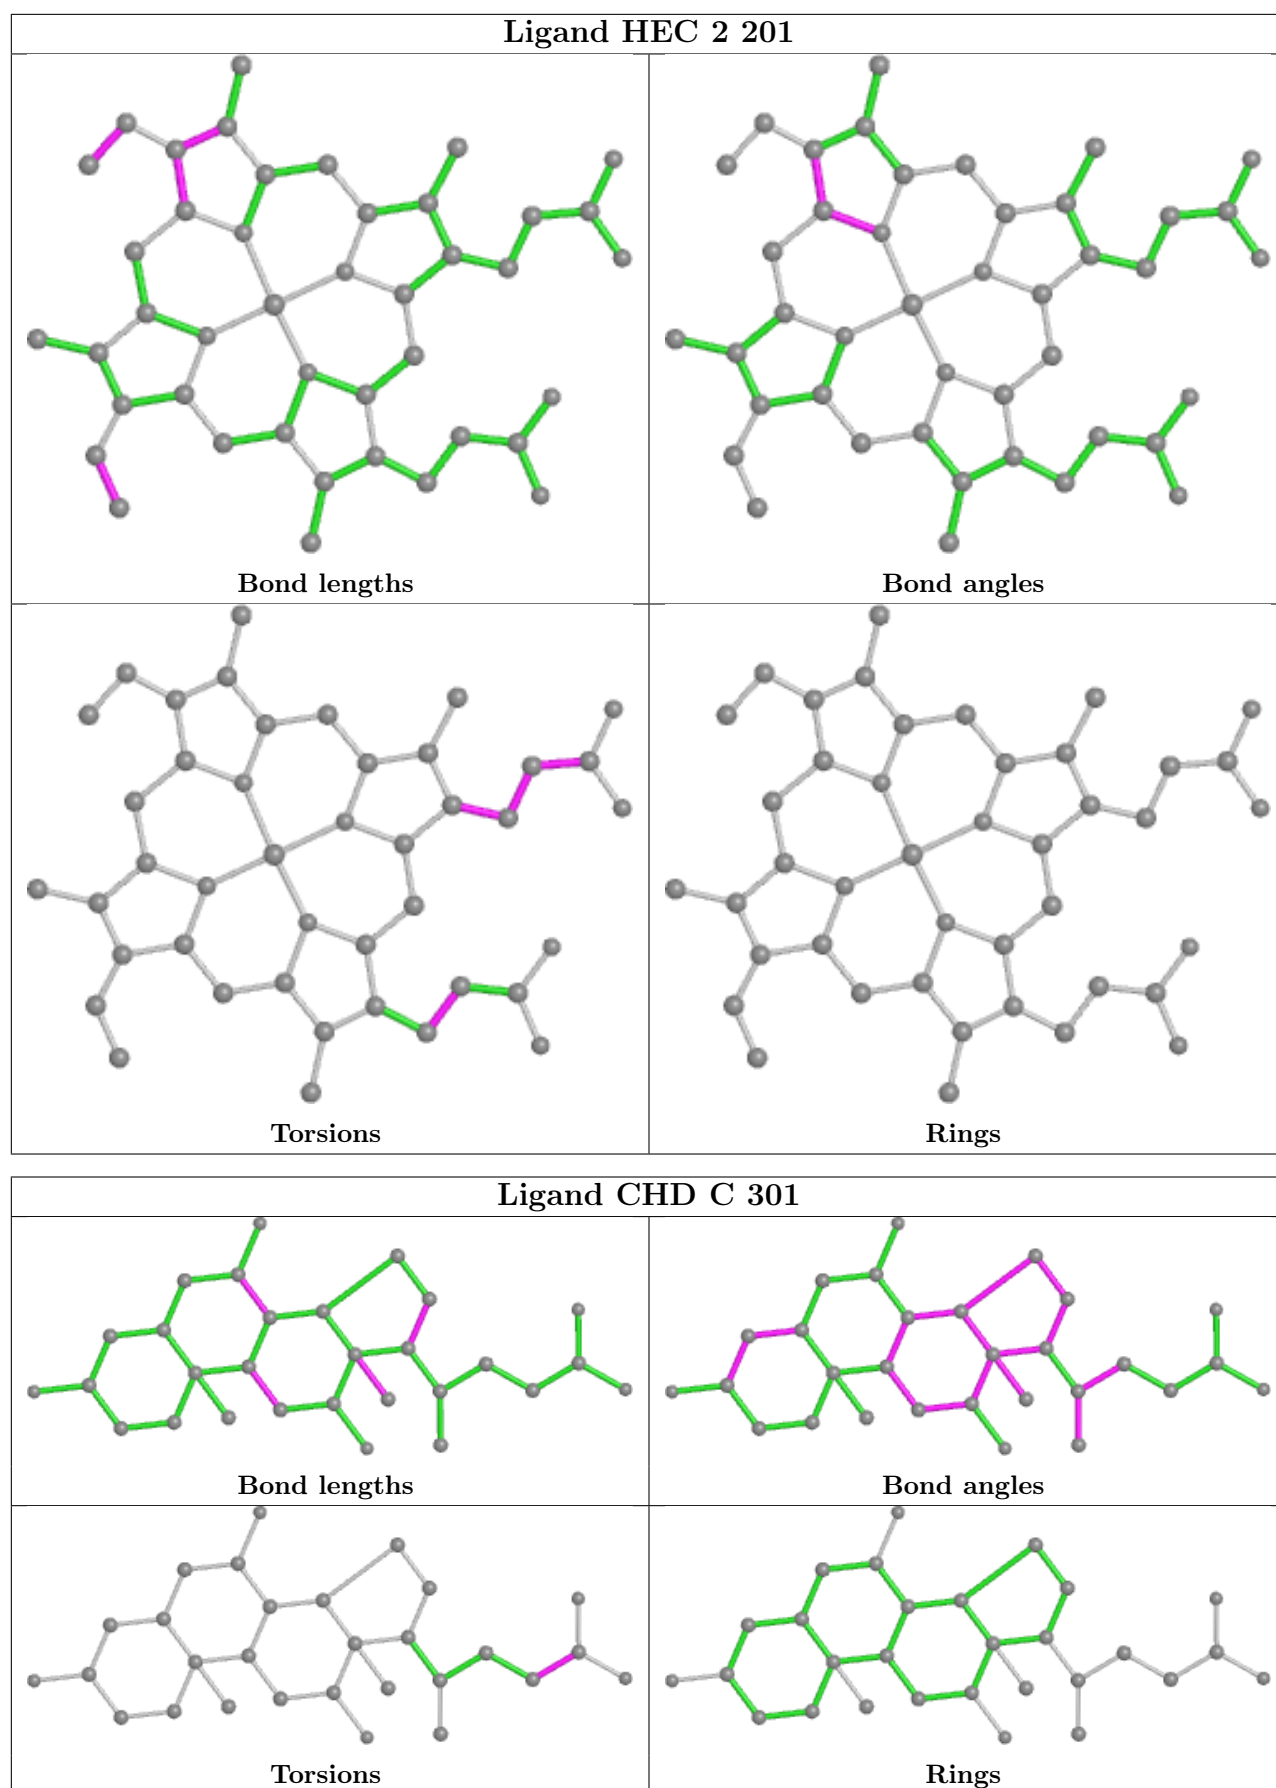 Ligand HEC 2 201
Bond lengths
Bond angles
Torsions
Rings
Ligand CHD C 301
Bond lengths
Bond angles
Torsions
Rings